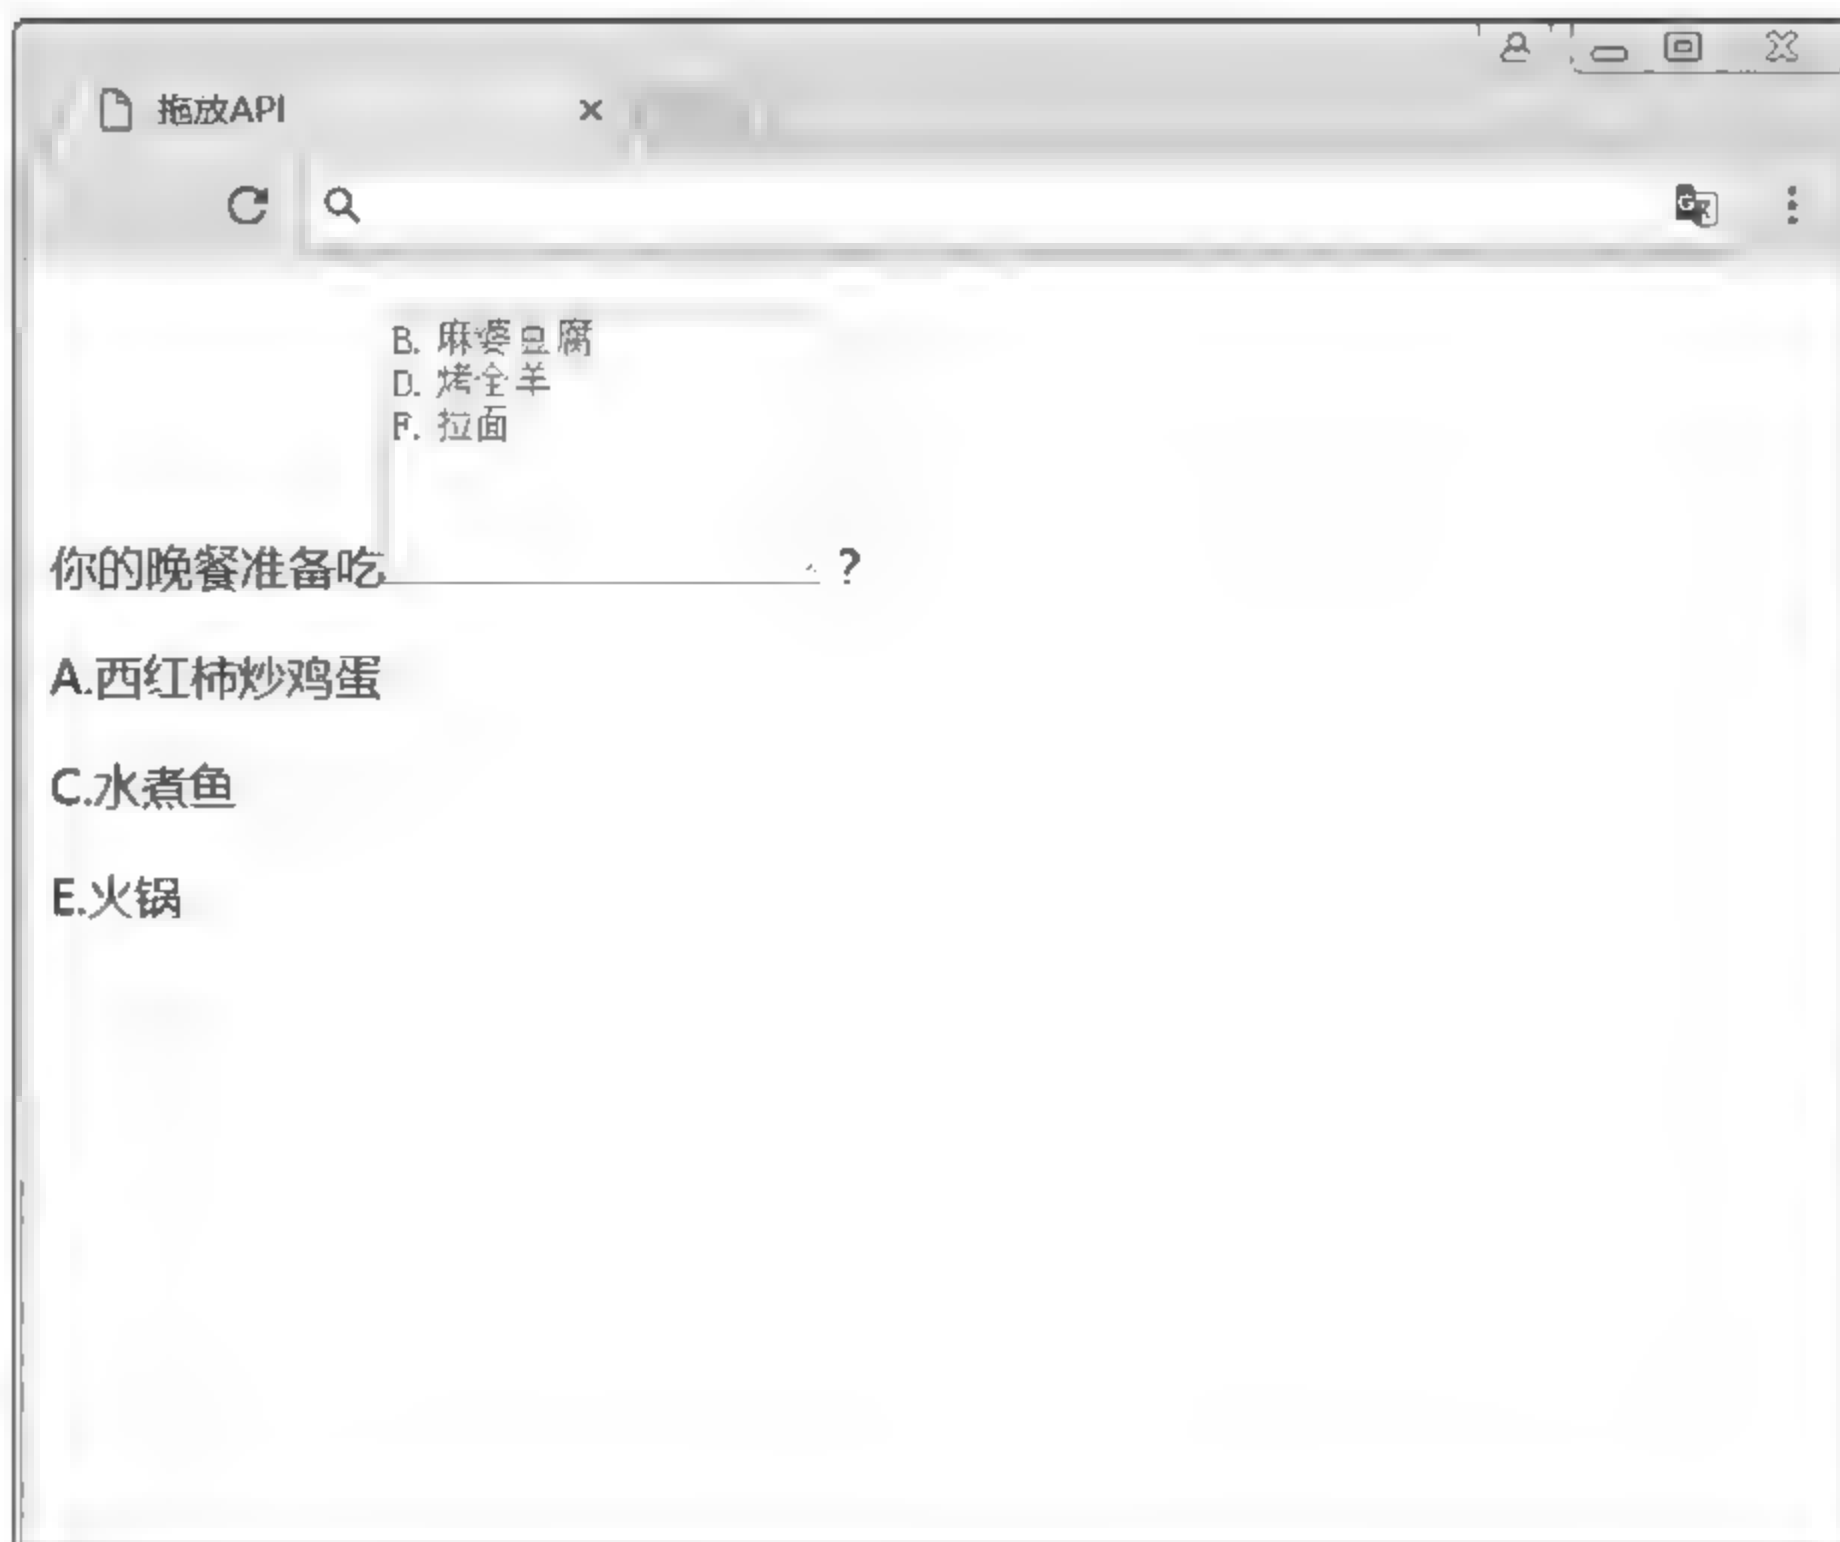 拖放API
B. 麻婆豆腐
D. 烤全羊
F. 拉面
你的晚餐准备吃 ?
A.西红柿炒鸡蛋
C.水煮鱼
E.火锅